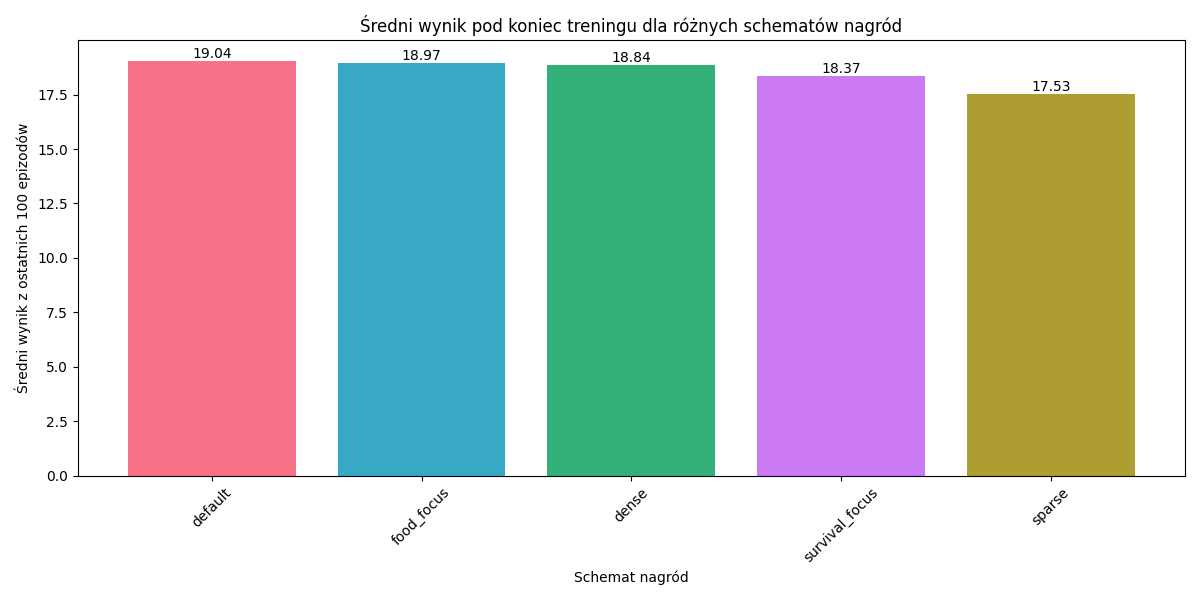 Średni wynik pod koniec treningu dla różnych schematów nagród
Średni wynik z ostatnich 100 epizodów
17.5
15.0
12.5
10.0
7.5
5.0
2.5
0.0
19.04
18.97
18.84
18.37
17.53
default
food_focus
dense
survival_focus
sparse
Schemat nagród